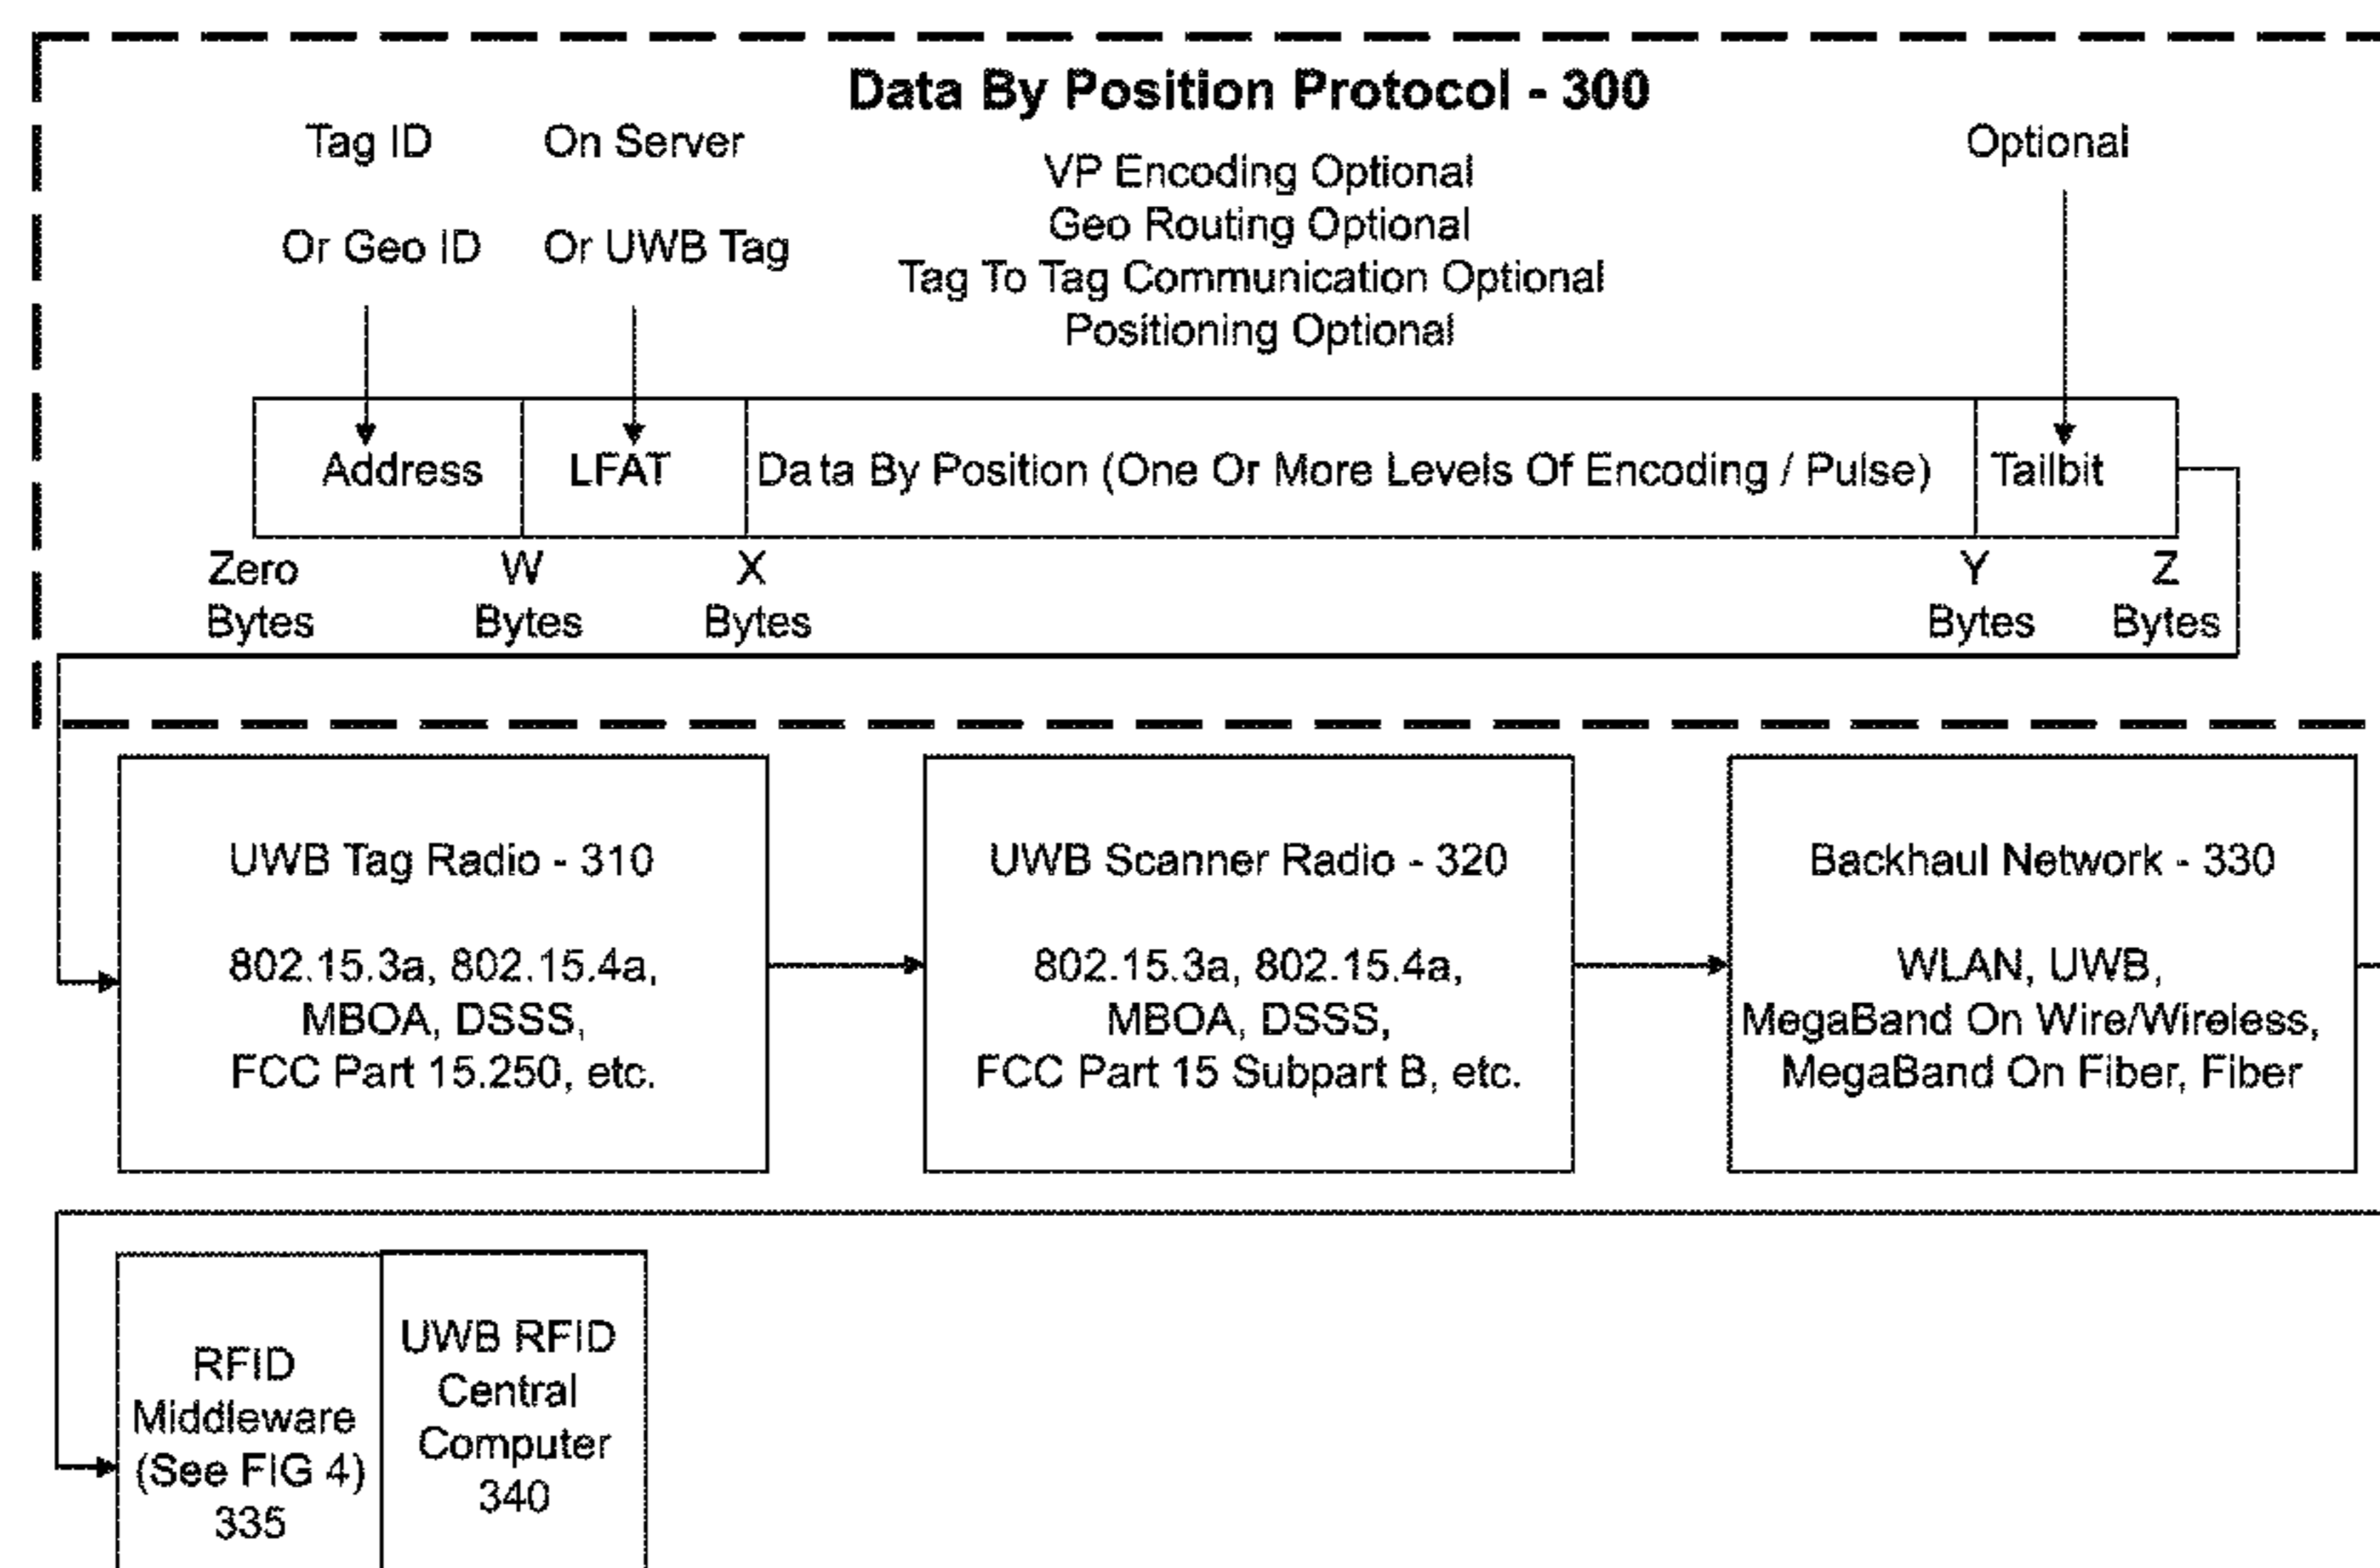 Data By Position Protocol - 300
Tag ID
Or Geo ID
On Server
Or UWB Tag
VP Encoding Optional
Geo Routing Optional
Tag To Tag Communication Optional
Positioning Optional
Optional
Address
LFAT
Data By Position (One Or More Levels Of Encoding / Pulse)
Tailbit
Zero
Bytes
W
Bytes
X
Bytes
Y
Bytes
Z
Bytes
UWB Tag Radio - 310
802.15.3a, 802.15.4a,
MBOA, DSSS,
FCC Part 15.250, etc.
UWB Scanner Radio - 320
802.15.3a, 802.15.4a,
MBOA, DSSS,
FCC Part 15 Subpart B, etc.
Backhaul Network - 330
WLAN, UWB,
MegaBand On Wire/Wireless,
MegaBand On Fiber, Fiber
RFID
Middleware
(See FIG 4)
335
UWB RFID
Central
Computer
340